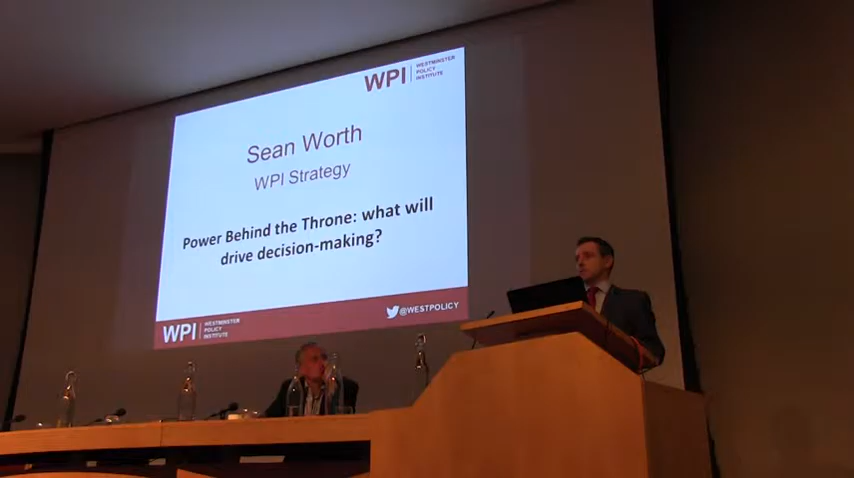 WPI
WESTMINSTER
POLICY
INSTITUTE
Sean Worth
WPI Strategy
Power Behind the Throne: what will
drive decision-making?
@WESTPOLICY
WPI
WESTMINSTER
POLICY
INSTITUTE